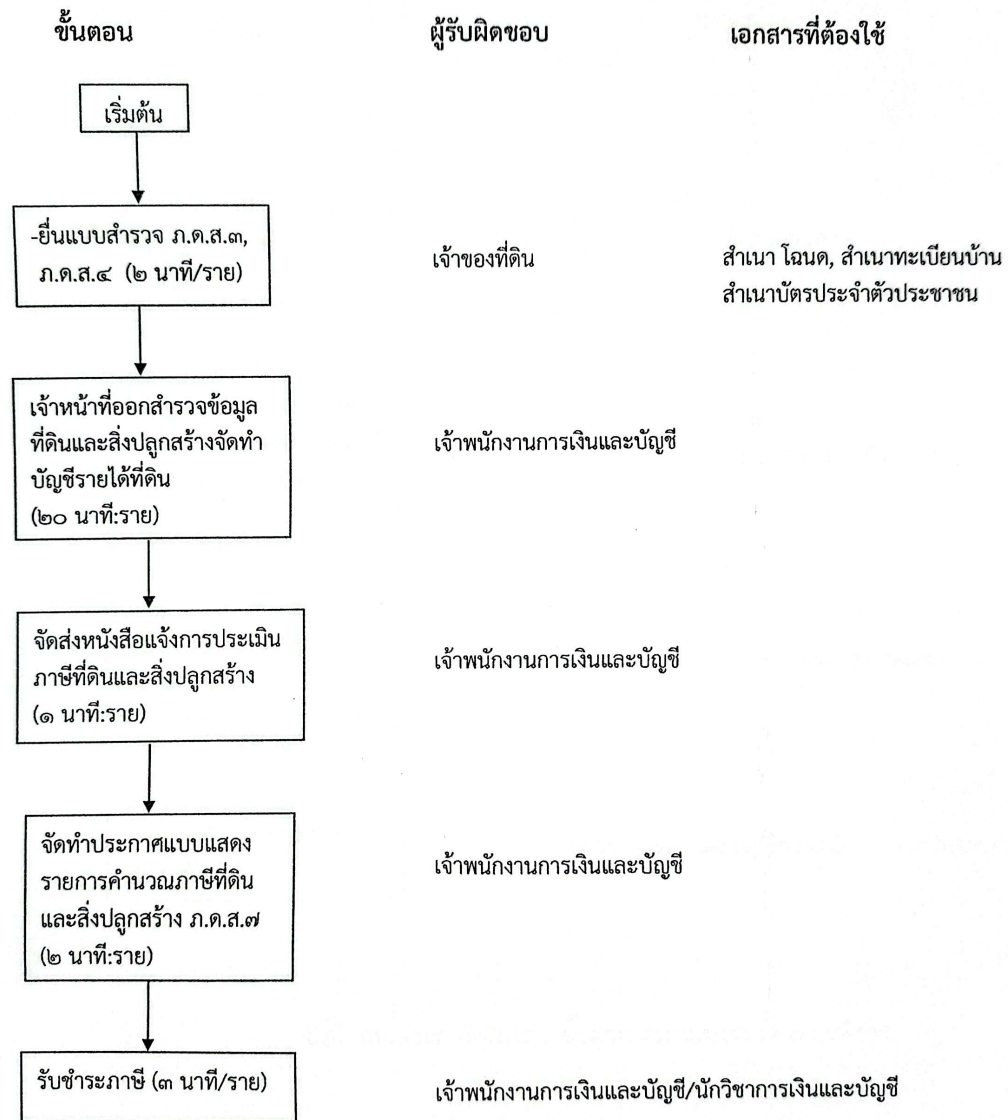 ขั้นตอน ผู้รับผิดชอบ เอกสารที่ต้องใช้
เริ่มต้น
-ยื่นแบบสำรวจ ภ.ด.ส.๓,
ภ.ด.ส.๔ (๒ นาที/ราย)
เจ้าของที่ดิน
สำเนา โฉนด, สำเนาทะเบียนบ้าน
สำเนาบัตรประจำตัวประชาชน
เจ้าหน้าที่ออกสำรวจข้อมูล
ที่ดินและสิ่งปลูกสร้างจัดทำ
บัญชีรายได้ที่ดิน
(๒๐ นาที:ราย)
เจ้าพนักงานการเงินและบัญชี
จัดส่งหนังสือแจ้งการประเมิน
ภาษีที่ดินและสิ่งปลูกสร้าง
(๑ นาที:ราย)
เจ้าพนักงานการเงินและบัญชี
จัดทำประกาศแบบแสดง
รายการคำนวณภาษีที่ดิน
และสิ่งปลูกสร้าง ภ.ด.ส.๗
(๒ นาที:ราย)
เจ้าพนักงานการเงินและบัญชี
รับชำระภาษี (๓ นาที/ราย)
เจ้าพนักงานการเงินและบัญชี/นักวิชาการเงินและบัญชี